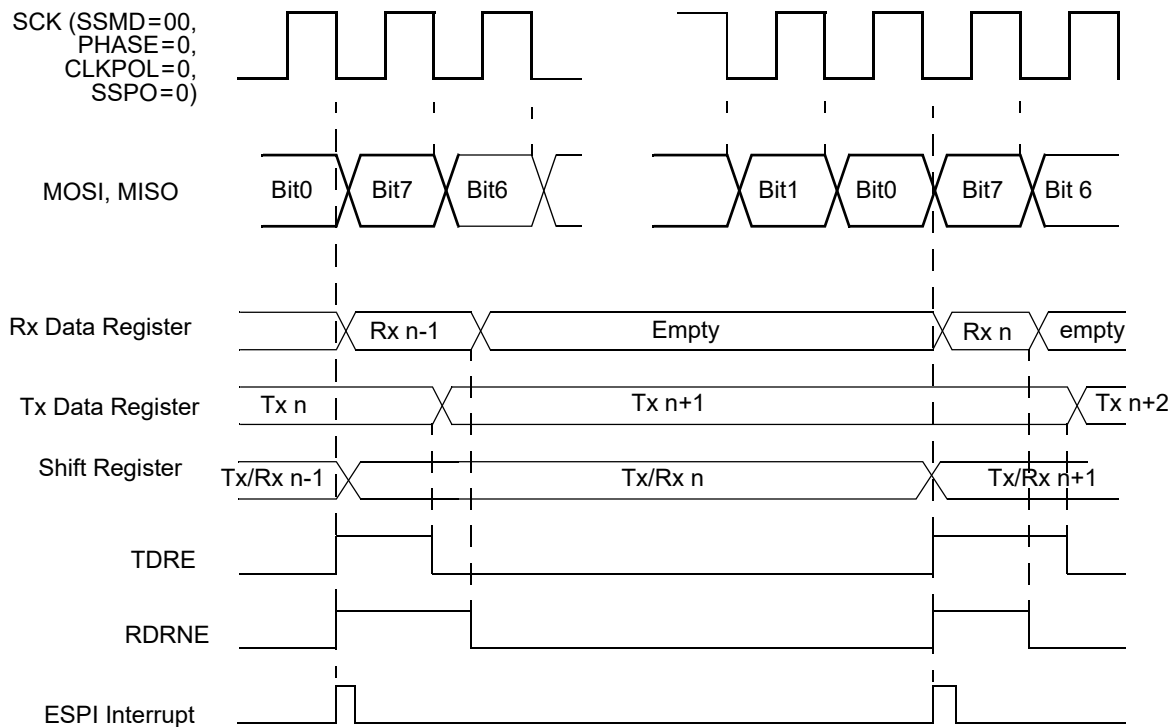 SCK (SSMD=00,
PHASE=0,
CLKPOL=0,
SSPO=0)
MOSI, MISO
Bit0
Bit7
Bit6
Bit1
Bit0
Bit7
Bit 6
Rx Data Register
Rx n-1
Empty
Rx n
empty
Tx Data Register
Tx n
Tx n+1
Tx n+2
Shift Register
Tx/Rx n-1
Tx/Rx n
Tx/Rx n+1
TDRE
RDRNE
ESPI Interrupt